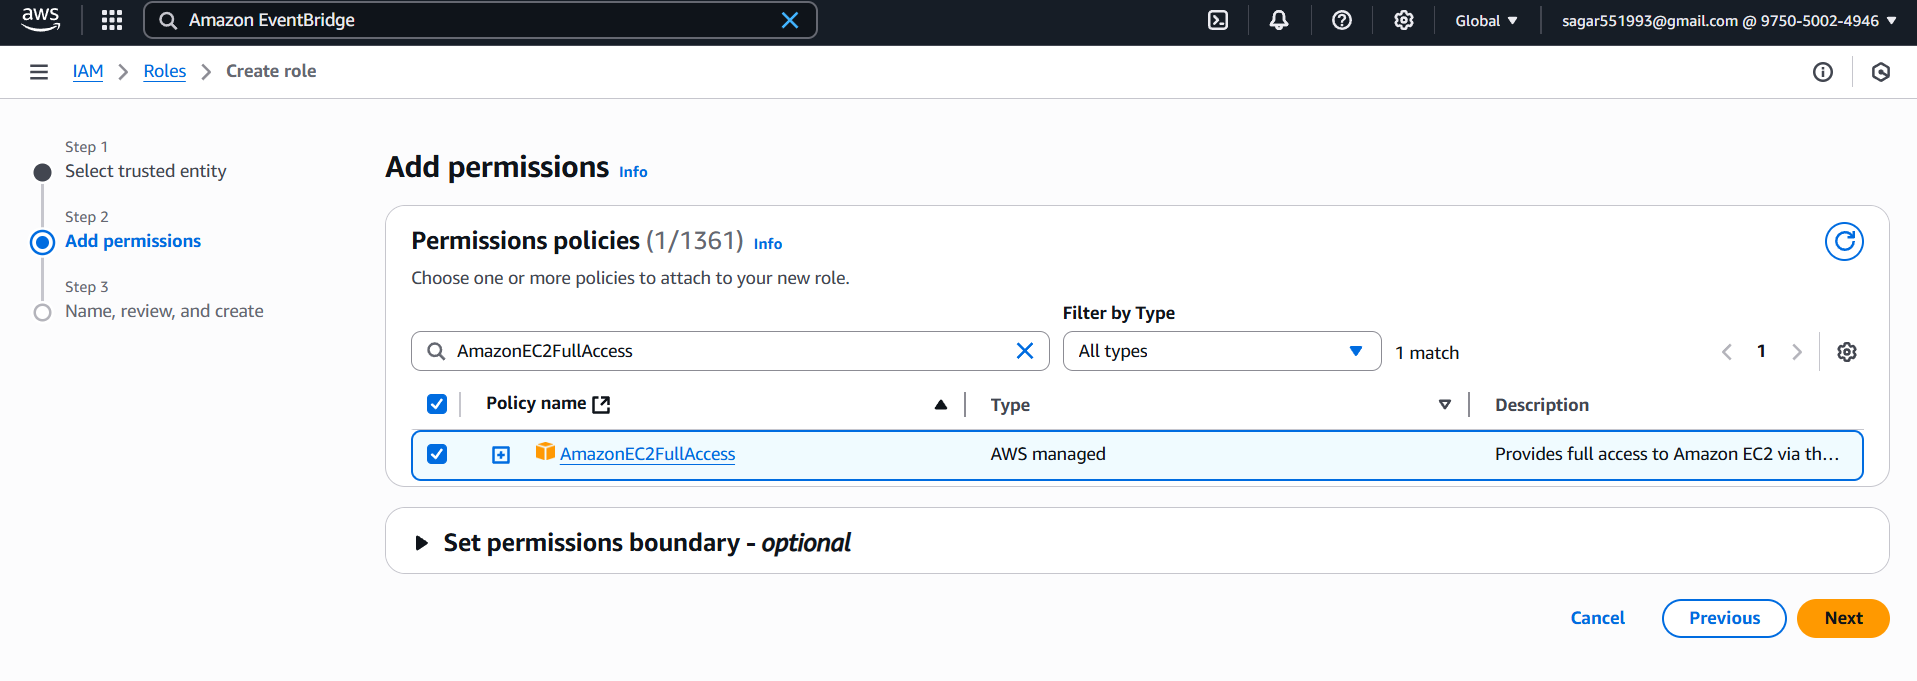 aws
Amazon EventBridge
Global
sagar551993@gmail.com @ 9750-5002-4946
IAM
Roles
Create role
Step 1
Select trusted entity
Step 2
Add permissions
Step 3
Name, review, and create
Add permissions Info
Permissions policies (1/1361) Info
Choose one or more policies to attach to your new role.
Filter by Type
AmazonEC2FullAccess
All types
1 match
1
Policy name
Type
Description
AmazonEC2FullAccess
AWS managed
Provides full access to Amazon EC2 via th...
Set permissions boundary - optional
Cancel
Previous
Next